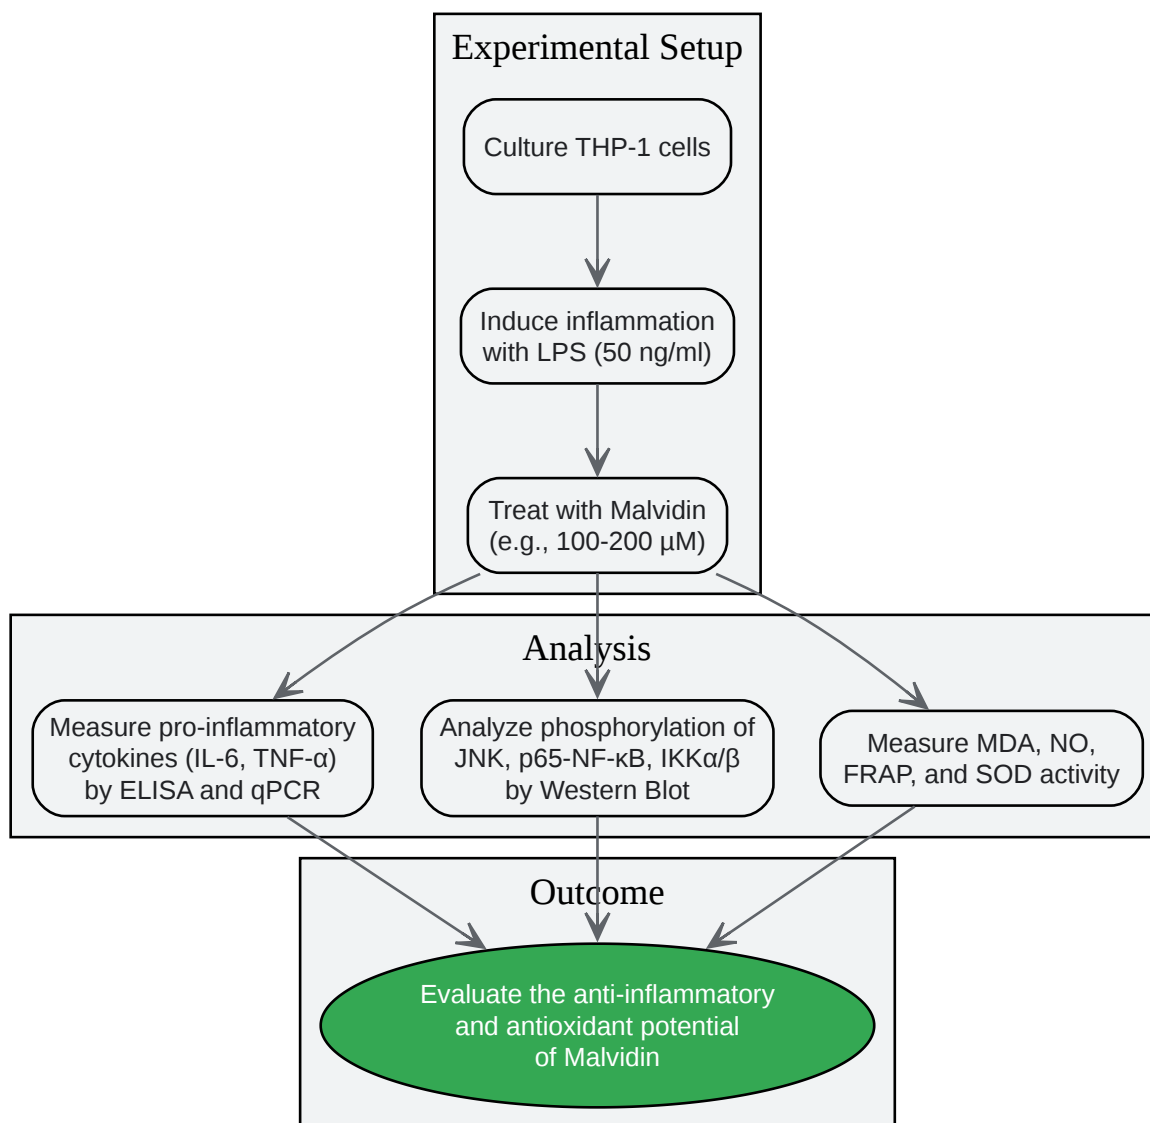 Experimental Setup
Culture THP-1 cells
Induce inflammation
with LPS (50 ng/ml)
Treat with Malvidin
(e.g., 100-200 µM)
Analysis
Measure pro-inflammatory
cytokines (IL-6, TNF-α)
by ELISA and qPCR
Analyze phosphorylation of
JNK, p65-NF-κB, IKKα/β
by Western Blot
Measure MDA, NO,
FRAP, and SOD activity
Outcome
Evaluate the anti-inflammatory
and antioxidant potential
of Malvidin